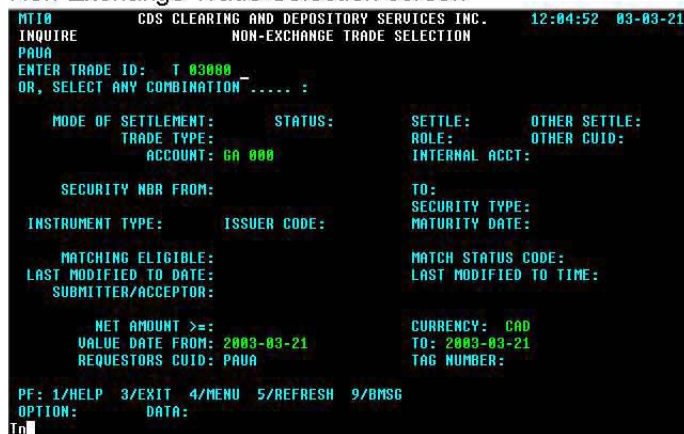 Non-Exchange Trade Selection screen
MTI0 CDS CLEARING AND DEPOSITORY SERVICES INC. 12:04:52 03-03-21
INQUIRE NON-EXCHANGE TRADE SELECTION
PAUA
ENTER TRADE ID: T 03080 _
OR, SELECT ANY COMBINATION ..... :
MODE OF SETTLEMENT: STATUS: SETTLE: OTHER SETTLE:
TRADE TYPE: ROLE: OTHER CUID:
ACCOUNT: GA 000 INTERNAL ACCT:
SECURITY NBR FROM: TO:
SECURITY TYPE:
INSTRUMENT TYPE: ISSUER CODE: MATURITY DATE:
MATCHING ELIGIBLE: MATCH STATUS CODE:
LAST MODIFIED TO DATE: LAST MODIFIED TO TIME:
SUBMITTER/ACCEPTOR:
NET AMOUNT >=: CURRENCY: CAD
VALUE DATE FROM: 2003-03-21 TO: 2003-03-21
REQUESTORS CUID: PAUA TAG NUMBER:
PF: 1/HELP 3/EXIT 4/MENU 5/REFRESH 9/BMSG
OPTION: DATA: